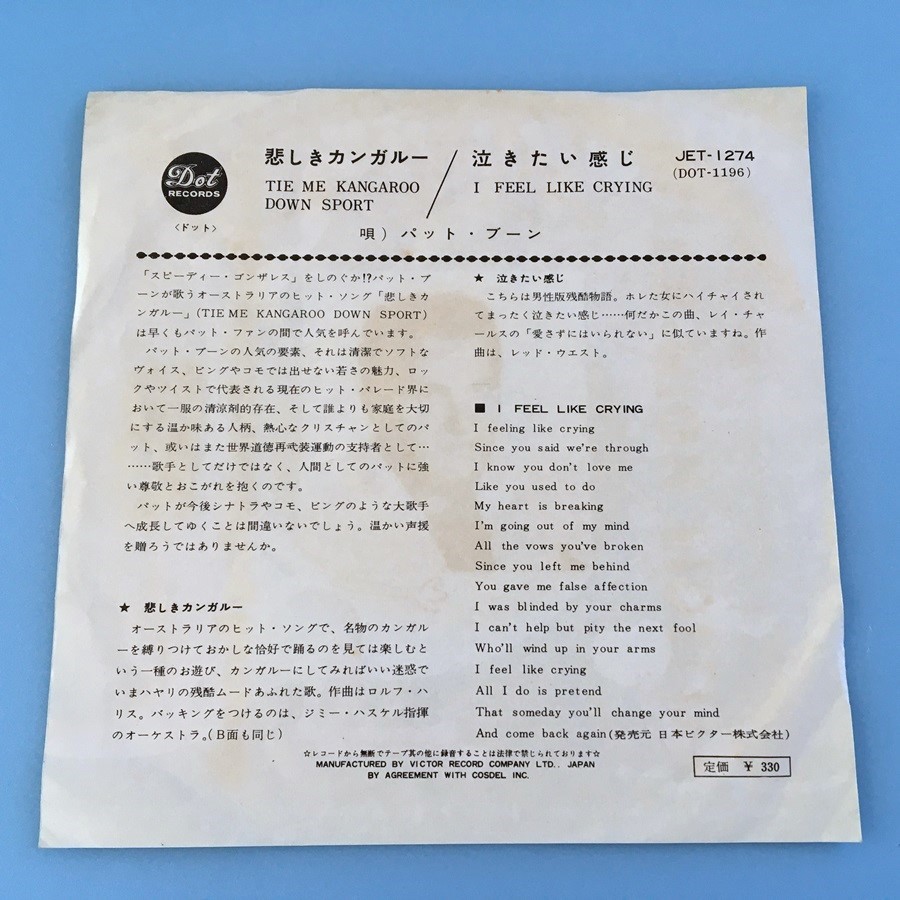 Dot
RECORDS
〈ドット〉
悲しきカンガルー
TIE ME KANGAROO
DOWN SPORT
泣きたい感じ
I FEEL LIKE CRYING
JET-1274
(DOT-1196)
唄) パット・ブーン
「スピーディー・ゴンザレス」をしのぐか!?パット・ブ
ーンが歌うオーストラリアのヒット・ソング「悲しきカ
ンガルー」(TIE ME KANGAROO DOWN SPORT)
は早くもパット・ファンの間で人気を呼んでいます。
パット・ブーンの人気の要素、それは清潔でソフトな
ヴォイス、ビングやコモでは出せない若さの魅力、ロッ
クやツイストで代表される現在のヒット・パレード界に
おいて一服の清涼剤的存在、そして誰よりも家庭を大切
にする温か味ある人柄、熱心なクリスチャンとしてのパ
ット、或いはまた世界道徳再武装運動の支持者として…
……歌手としてだけではなく、人間としてのパットに強
い尊敬とおこがれを抱くのです。
パットが今後シナトラやコモ、ビングのような大歌手
へ成長してゆくことは間違いないでしょう。温かい声援
を贈ろうではありませんか。
★ 悲しきカンガルー
オーストラリアのヒット・ソングで、名物のカンガル
ーを縛りつけておかしな恰好で踊るのを見ては楽しむと
いう一種のお遊び、カンガルーにしてみればいい迷惑で
いまハヤリの残酷ムードあふれた歌。作曲はロルフ・ハ
リス。バッキングをつけるのは、ジミー・ハスケル指揮
のオーケストラ。(B面も同じ)
★ 泣きたい感じ
こちらは男性版残酷物語。ホレた女にハイチャイされ
てまったく泣きたい感じ……何だかこの曲、レイ・チャ
ールスの「愛さずにはいられない」に似ていますね。作
曲は、レッド・ウエスト。
■ I FEEL LIKE CRYING
I feeling like crying
Since you said we're through
I know you don't love me
Like you used to do
My heart is breaking
I'm going out of my mind
All the vows you've broken
Since you left me behind
You gave me false affection
I was blinded by your charms
I can't help but pity the next fool
Who'll wind up in your arms
I feel like crying
All I do is pretend
That someday you'll change your mind
And come back again(発売元 日本ビクター株式会社)
☆レコードから無断でテープ其の他に録音することは法律で禁じられております☆
MANUFACTURED BY VICTOR RECORD COMPANY LTD.. JAPAN
BY AGREEMENT WITH COSDEL INC.
定価 ¥ 330